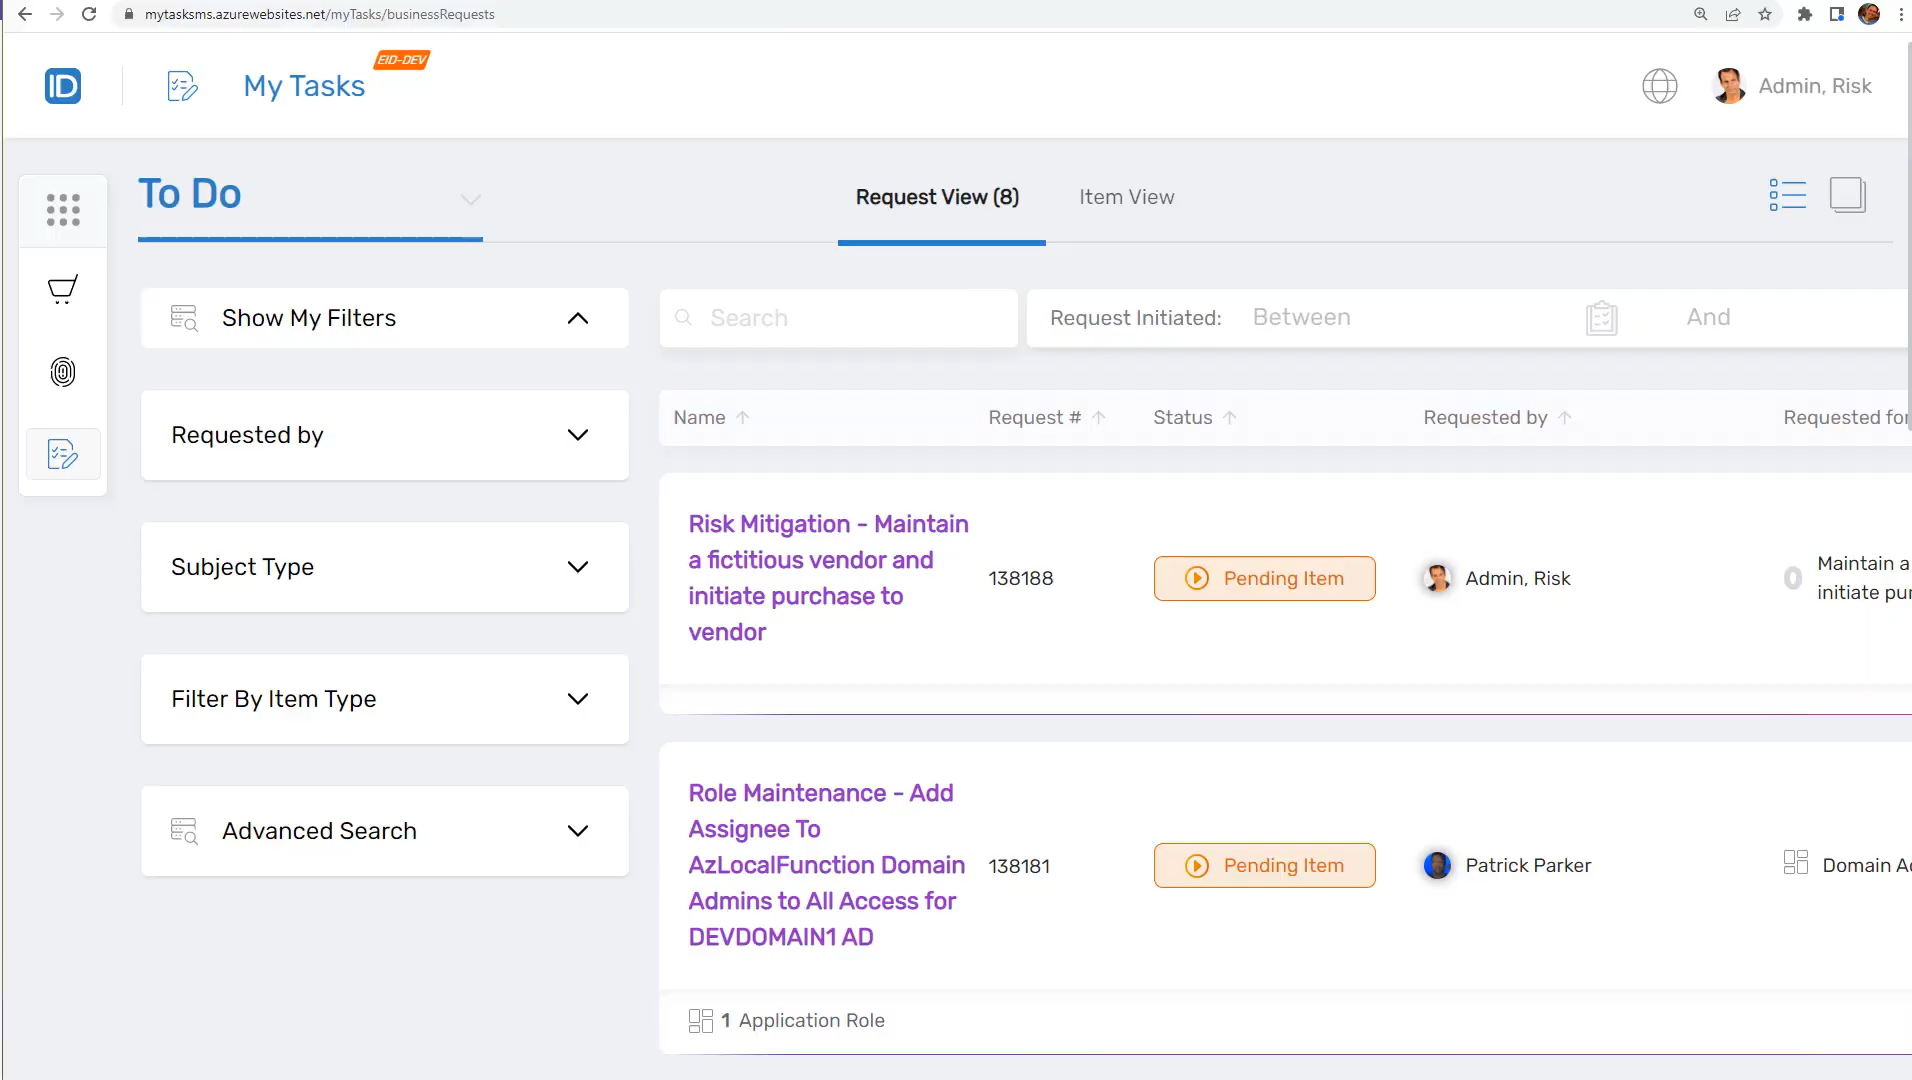 mytasksms.azurewebsites.net/myTasks/businessRequests
ID
My Tasks
EID-DEV
Admin, Risk
To Do
Request View (8)
Item View
Show My Filters
Search
Request Initiated:
Between
And
Requested by
Subject Type
Filter By Item Type
Advanced Search
Name
Request #
Status
Requested by
Requested for
Risk Mitigation - Maintain
a fictitious vendor and
initiate purchase to
vendor
138188
Pending Item
Admin, Risk
Maintain a
initiate pur
Role Maintenance - Add
Assignee To
AzLocalFunction Domain
Admins to All Access for
DEVDOMAIN1 AD
138181
Pending Item
Patrick Parker
Domain Ac
1 Application Role